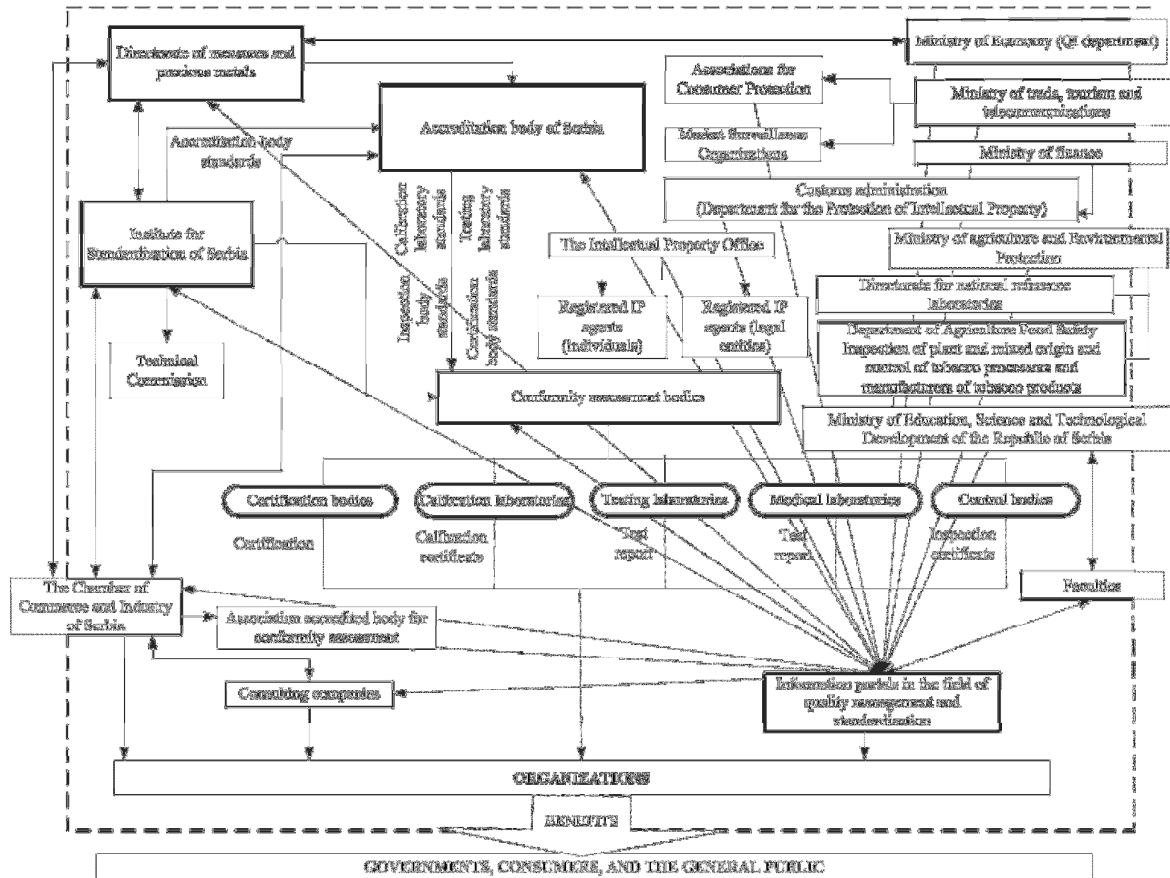 Directorate of measures and
precious metals
Ministry of Economy (QI department)
Associations for
Consumer Protection
Ministry of trade, tourism and
telecommunications
Accreditation body of Serbia
Market Surveillance
Organizations
Ministry of finance
Accreditation body
standards
Customs administration
(Department for the Protection of Intellectual Property)
Calibration
laboratory
standards
Testing
laboratory
standards
Institute for
Standardization of Serbia
The Intellectual Property Office
Ministry of agriculture and Environmental
Protection
Inspection
body
standards
Certification
body standards
Directorate for national reference
laboratories
Registered IP
agents
(Individuals)
Registered IP
agents (legal
entities)
Department of Agriculture Food Safety
Inspection of plant and mixed origin and
control of tobacco processors and
manufacturers of tobacco products
Technical
Commission
Conformity assessment bodies
Ministry of Education, Science and Technological
Development of the Republic of Serbia
Certification bodies
Calibration laboratories
Testing laboratories
Medical laboratories
Control bodies
Certification
Calibration
certificate
Test
report
Test
report
Inspection
certificate
The Chamber of
Commerce and Industry
of Serbia
Faculties
Association accredited body for
conformity assessment
Consulting companies
Information portals in the field of
quality management and
standardization
ORGANIZATIONS
BENEFITS
GOVERNMENTS, CONSUMERS, AND THE GENERAL PUBLIC